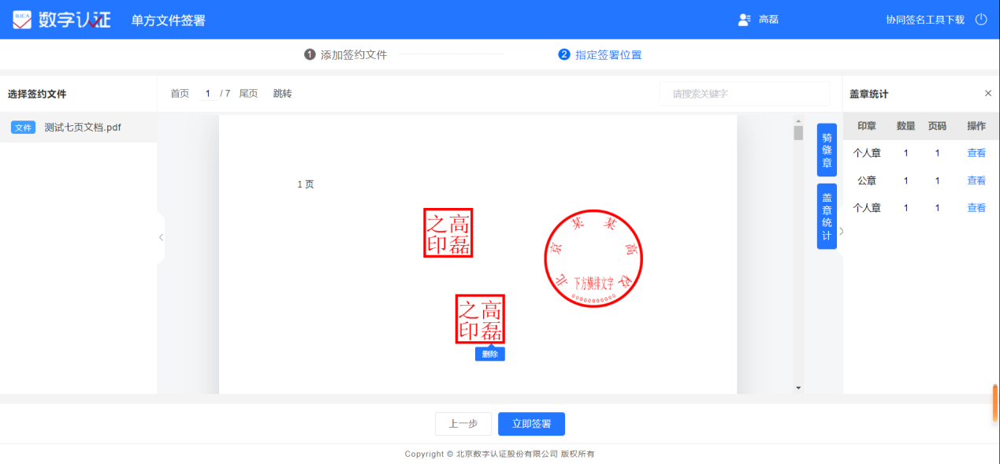 BJCA 数字认证 单方文件签署 高磊 协同签名工具下载
1 添加签约文件 2 指定签署位置
选择签约文件 首页 1 / 7 尾页 跳转 请搜索关键字 盖章统计
文件 测试七页文档.pdf
印章 数量 页码 操作
个人章 1 1 查看
公章 1 1 查看
个人章 1 1 查看
骑缝章
盖章统计
1 页
高磊之印
北京某某高校
下方横排文字
00000000000
高磊之印
删除
上一步 立即签署
Copyright © 北京数字认证股份有限公司 版权所有